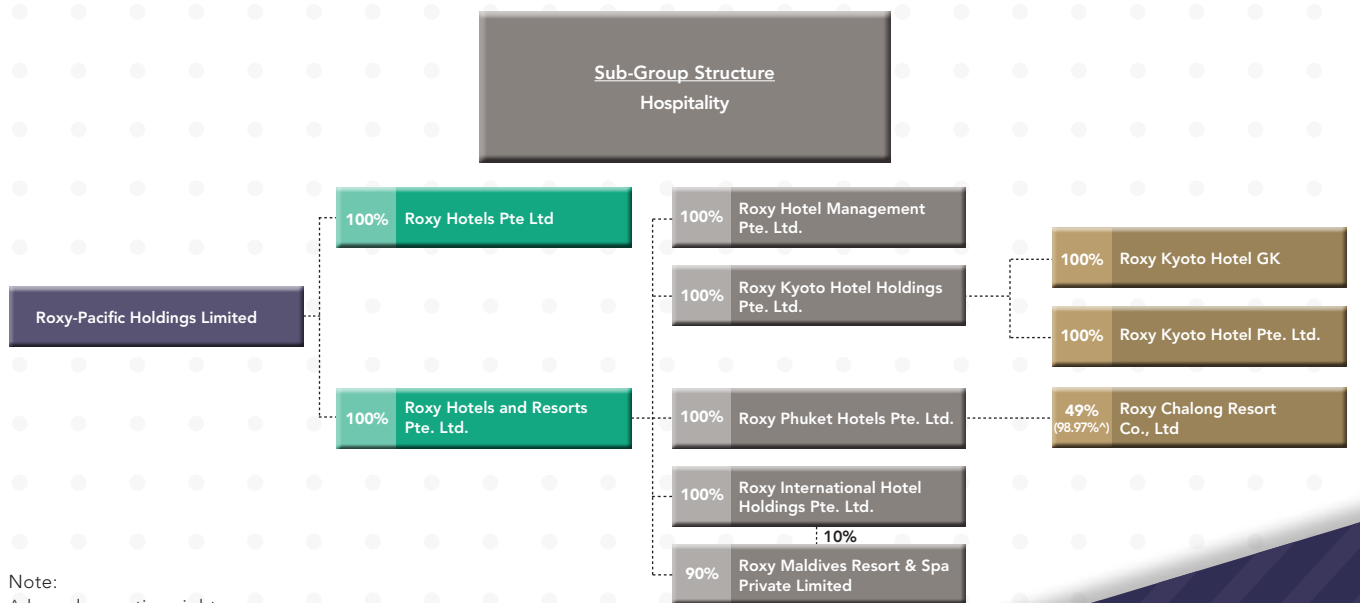 Sub-Group Structure
Hospitality
Roxy-Pacific Holdings Limited
100% Roxy Hotels Pte Ltd
100% Roxy Hotels and Resorts
Pte. Ltd.
100% Roxy Hotel Management
Pte. Ltd.
100% Roxy Kyoto Hotel Holdings
Pte. Ltd.
100% Roxy Phuket Hotels Pte. Ltd.
100% Roxy International Hotel
Holdings Pte. Ltd.
10%
90% Roxy Maldives Resort & Spa
Private Limited
100% Roxy Kyoto Hotel GK
100% Roxy Kyoto Hotel Pte. Ltd.
49% Roxy Chalong Resort
(98.97%^) Co., Ltd
Note: